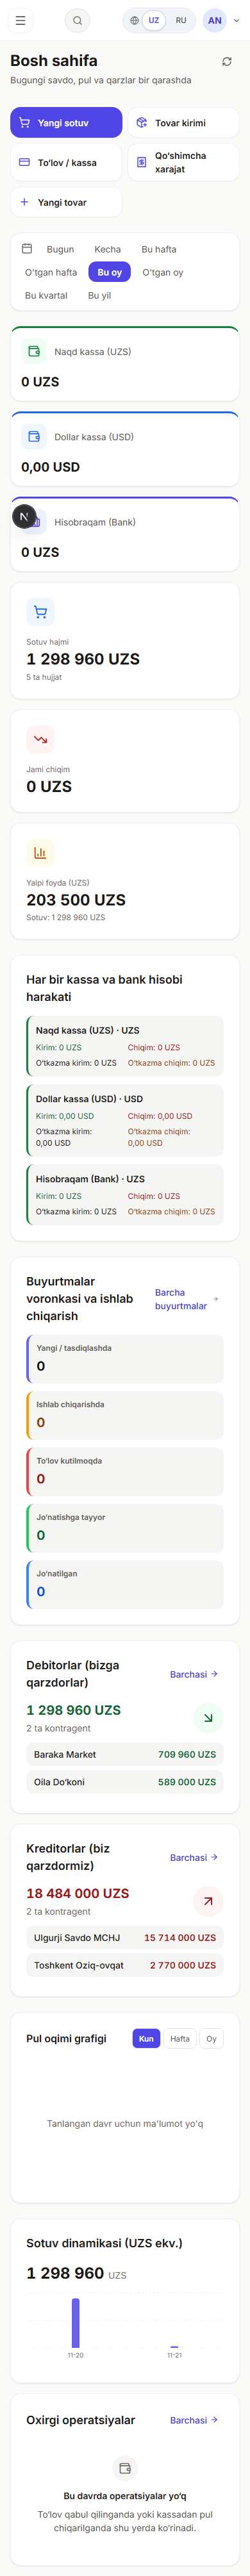 UZ RU AN
Bosh sahifa
Bugungi savdo, pul va qarzlar bir qarashda
Yangi sotuv
Tovar kirimi
To'lov / kassa
Qo'shimcha
xarajat
Yangi tovar
Bugun Kecha Bu hafta
O'tgan hafta Bu oy O'tgan oy
Bu kvartal Bu yil
Naqd kassa (UZS)
0 UZS
Dollar kassa (USD)
0,00 USD
N
Hisobraqam (Bank)
0 UZS
Sotuv hajmi
1 298 960 UZS
5 ta hujjat
Jami chiqim
0 UZS
Yalpi foyda (UZS)
203 500 UZS
Sotuv: 1 298 960 UZS
Har bir kassa va bank hisobi
harakati
Naqd kassa (UZS) · UZS
Kirim: 0 UZS Chiqim: 0 UZS
O'tkazma kirim: 0 UZS O'tkazma chiqim: 0 UZS
Dollar kassa (USD) · USD
Kirim: 0,00 USD Chiqim: 0,00 USD
O'tkazma kirim: O'tkazma chiqim:
0,00 USD 0,00 USD
Hisobraqam (Bank) · UZS
Kirim: 0 UZS Chiqim: 0 UZS
O'tkazma kirim: 0 UZS O'tkazma chiqim: 0 UZS
Buyurtmalar
voronkasi va ishlab
chiqarish
Barcha
buyurtmalar →
Yangi / tasdiqlashda
0
Ishlab chiqarishda
0
To'lov kutilmoqda
0
Jo'natishga tayyor
0
Jo'natilgan
0
Debitorlar (bizga
qarzdorlar)
Barchasi →
1 298 960 UZS
2 ta kontragent
Baraka Market 709 960 UZS
Oila Do'koni 589 000 UZS
Kreditorlar (biz
qarzdormiz)
Barchasi →
18 484 000 UZS
2 ta kontragent
Ulgurji Savdo MCHJ 15 714 000 UZS
Toshkent Oziq-ovqat 2 770 000 UZS
Pul oqimi grafigi
Kun Hafta Oy
Tanlangan davr uchun ma'lumot yo'q
Sotuv dinamikasi (UZS ekv.)
1 298 960 UZS
11-20 11-21
Oxirgi operatsiyalar
Barchasi →
Bu davrda operatsiyalar yo'q
To'lov qabul qilinganda yoki kassadan pul
chiqarilganda shu yerda ko'rinadi.